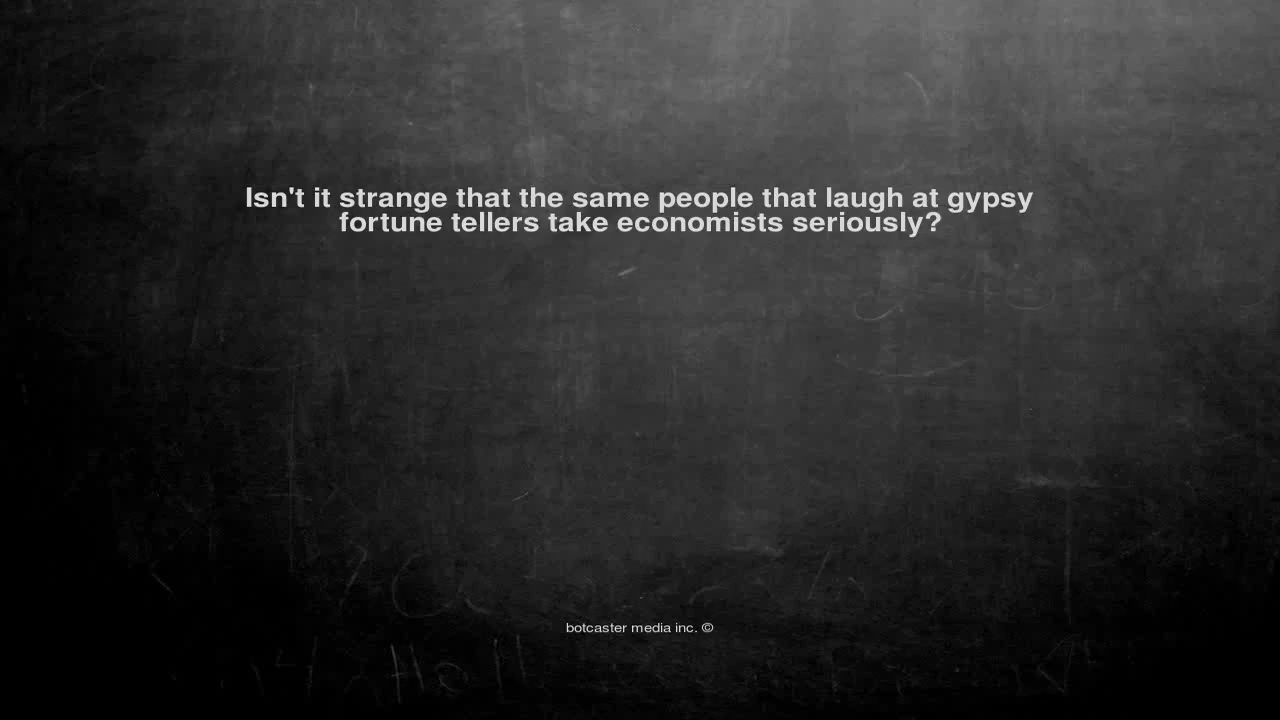 Isn't it strange that the same people that laugh at gypsy
fortune tellers take economists seriously?
botcaster media inc. ©